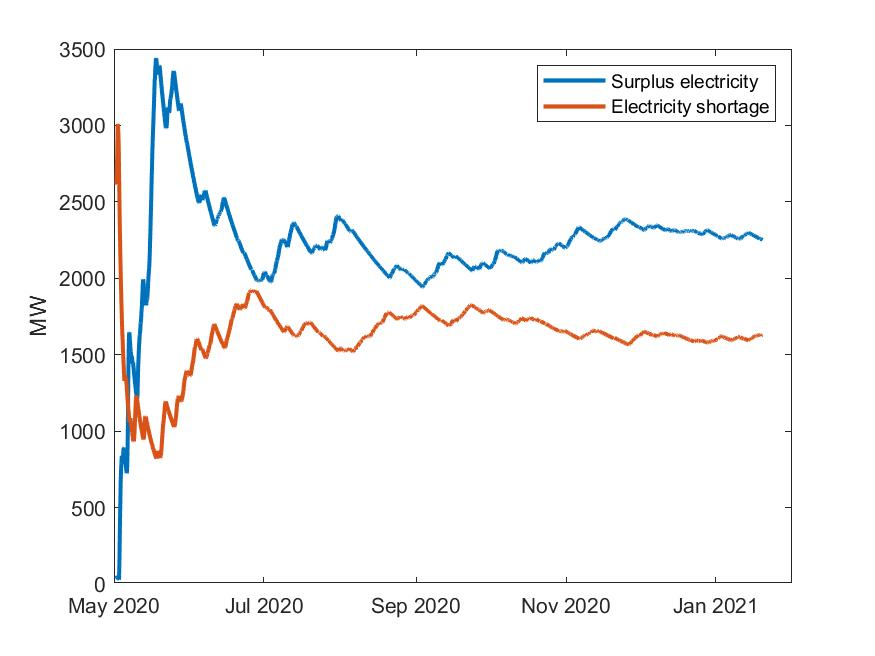 3500
3000
2500
2000
1500
1000
500
0
MW
Surplus electricity
Electricity shortage
May 2020 Jul 2020 Sep 2020 Nov 2020 Jan 2021